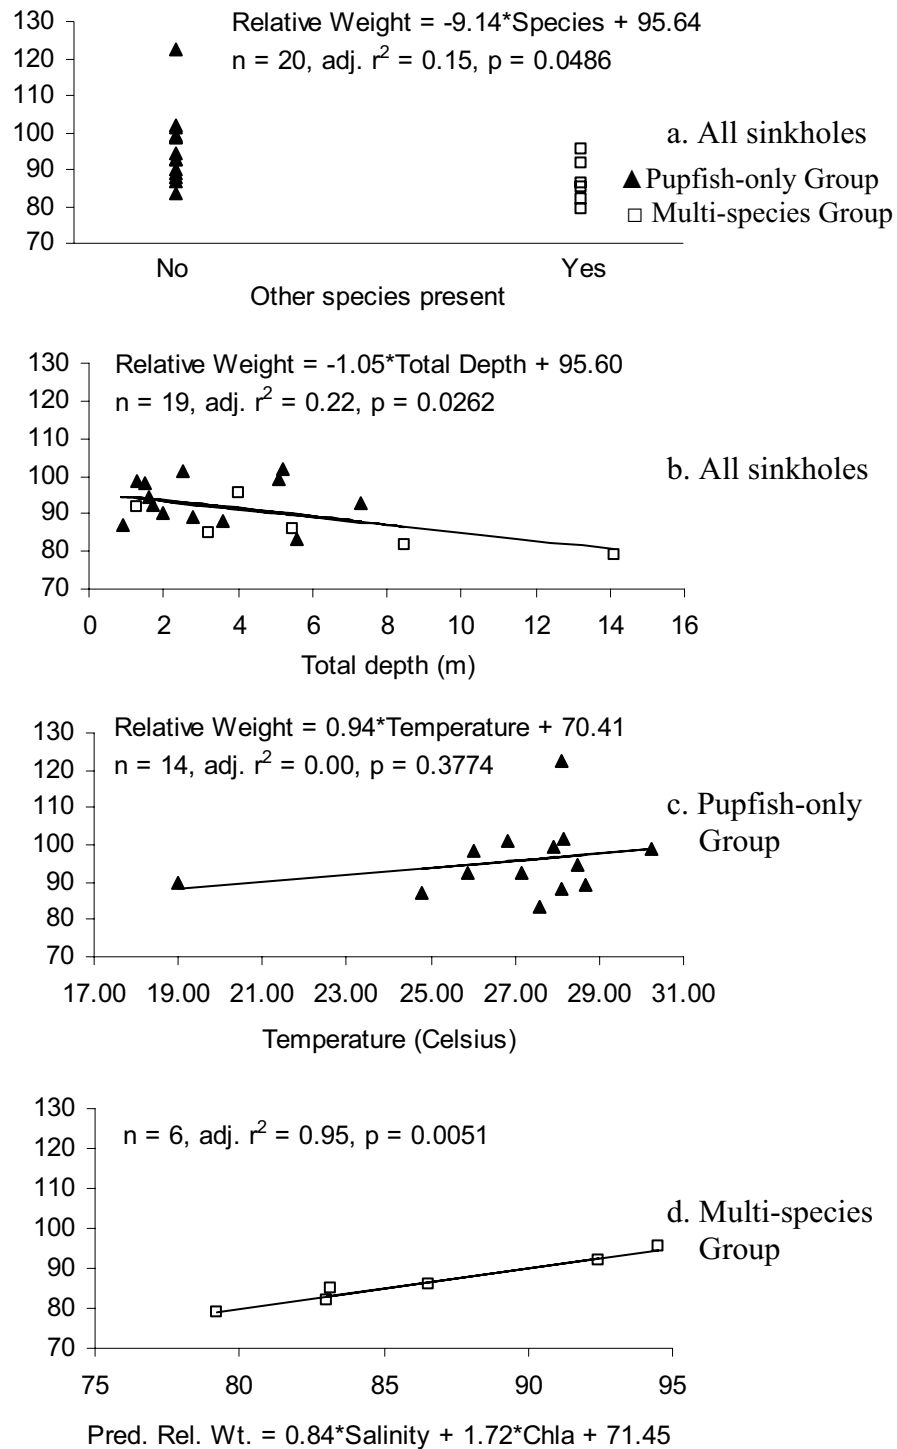 Relative Weight = -9.14*Species + 95.64
n = 20, adj. r² = 0.15, p = 0.0486
130
120
110
100
90
80
70
a. All sinkholes
▲ Pupfish-only Group
□ Multi-species Group
No Yes
Other species present
Relative Weight = -1.05*Total Depth + 95.60
n = 19, adj. r² = 0.22, p = 0.0262
130
120
110
100
90
80
70
b. All sinkholes
0 2 4 6 8 10 12 14 16
Total depth (m)
Relative Weight = 0.94*Temperature + 70.41
n = 14, adj. r² = 0.00, p = 0.3774
130
120
110
100
90
80
70
c. Pupfish-only
Group
17.00 19.00 21.00 23.00 25.00 27.00 29.00 31.00
Temperature (Celsius)
n = 6, adj. r² = 0.95, p = 0.0051
130
120
110
100
90
80
70
d. Multi-species
Group
75 80 85 90 95
Pred. Rel. Wt. = 0.84*Salinity + 1.72*Chla + 71.45